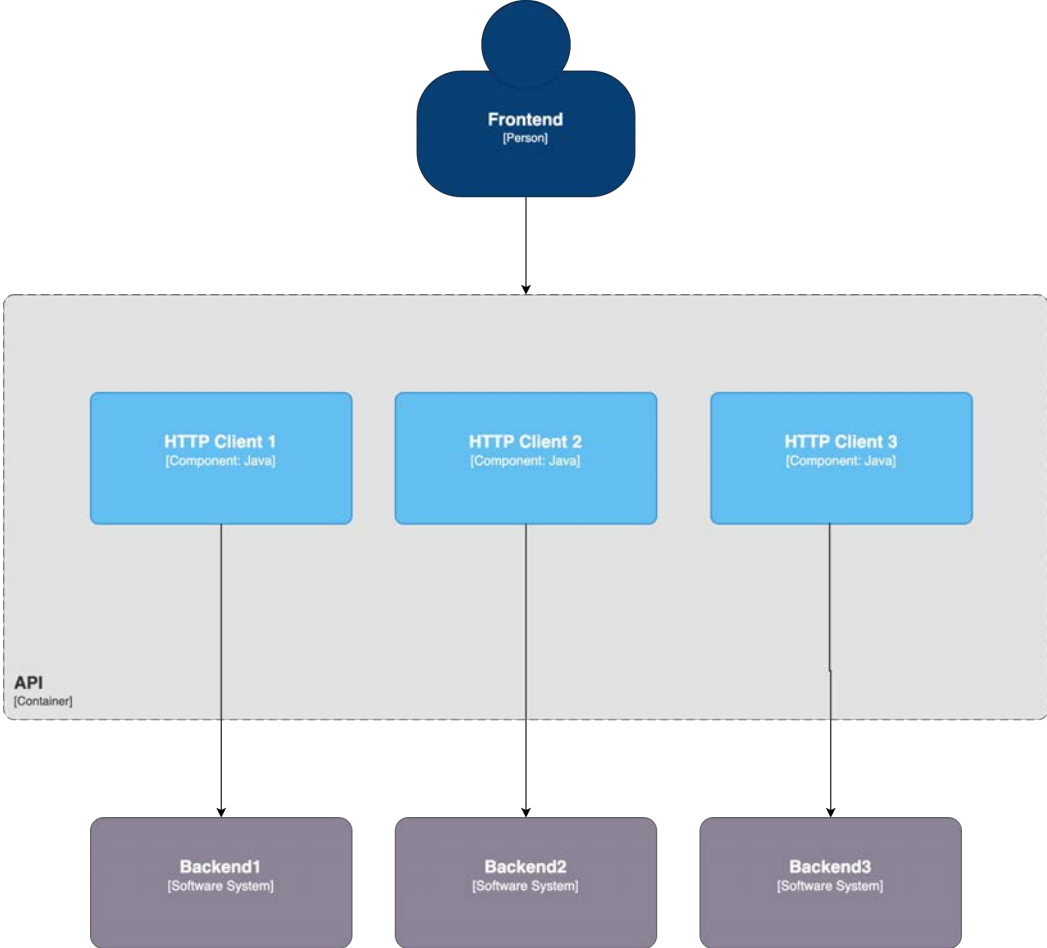 Frontend
[Person]
HTTP Client 1
[Component: Java]
HTTP Client 2
[Component: Java]
HTTP Client 3
[Component: Java]
API
[Container]
Backend1
[Software System]
Backend2
[Software System]
Backend3
[Software System]